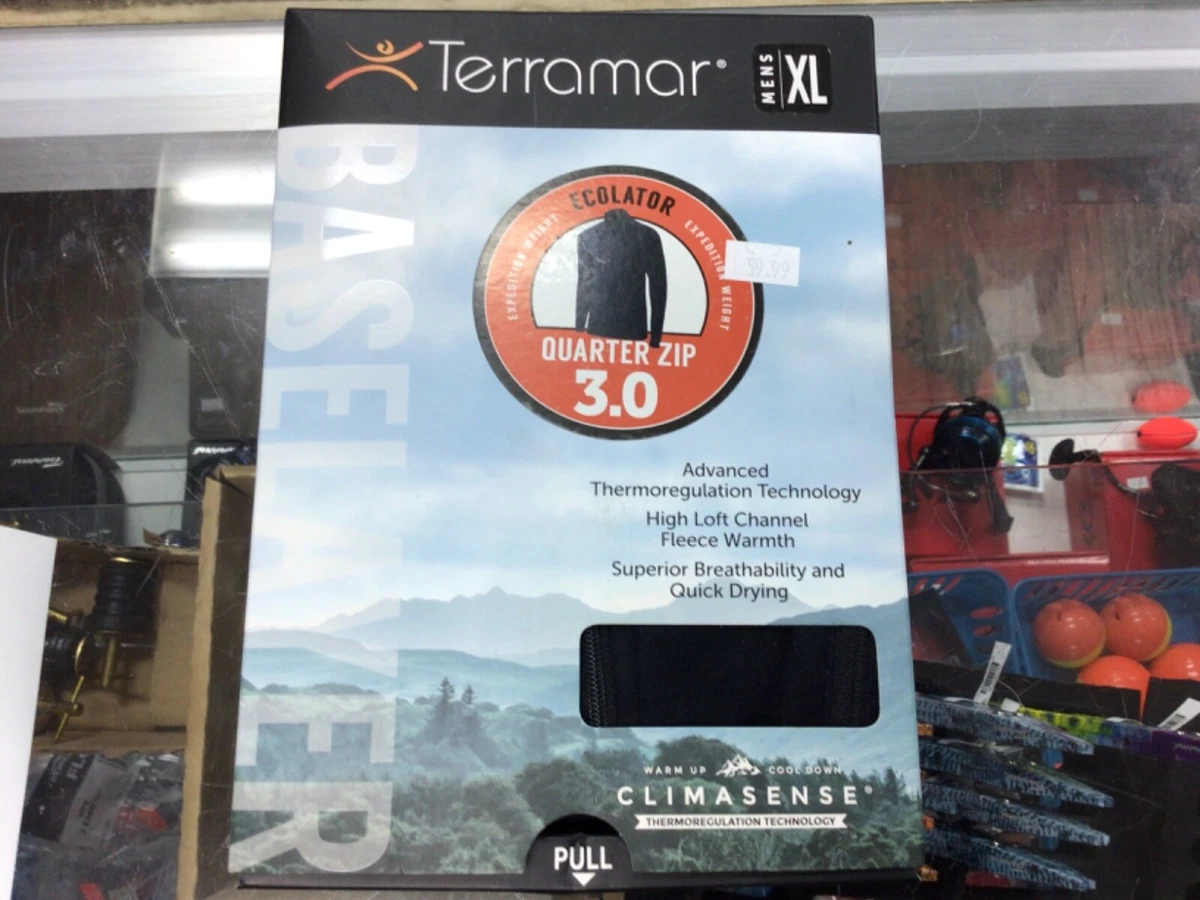 Terramar®
MENS
XL
BASELAYER
ECOLATOR
EXPEDITION WEIGHT
EXPEDITION WEIGHT
59.99
QUARTER ZIP
3.0
Advanced
Thermoregulation Technology
High Loft Channel
Fleece Warmth
Superior Breathability and
Quick Drying
WARM UP COOL DOWN
CLIMASENSE®
THERMOREGULATION TECHNOLOGY
PULL